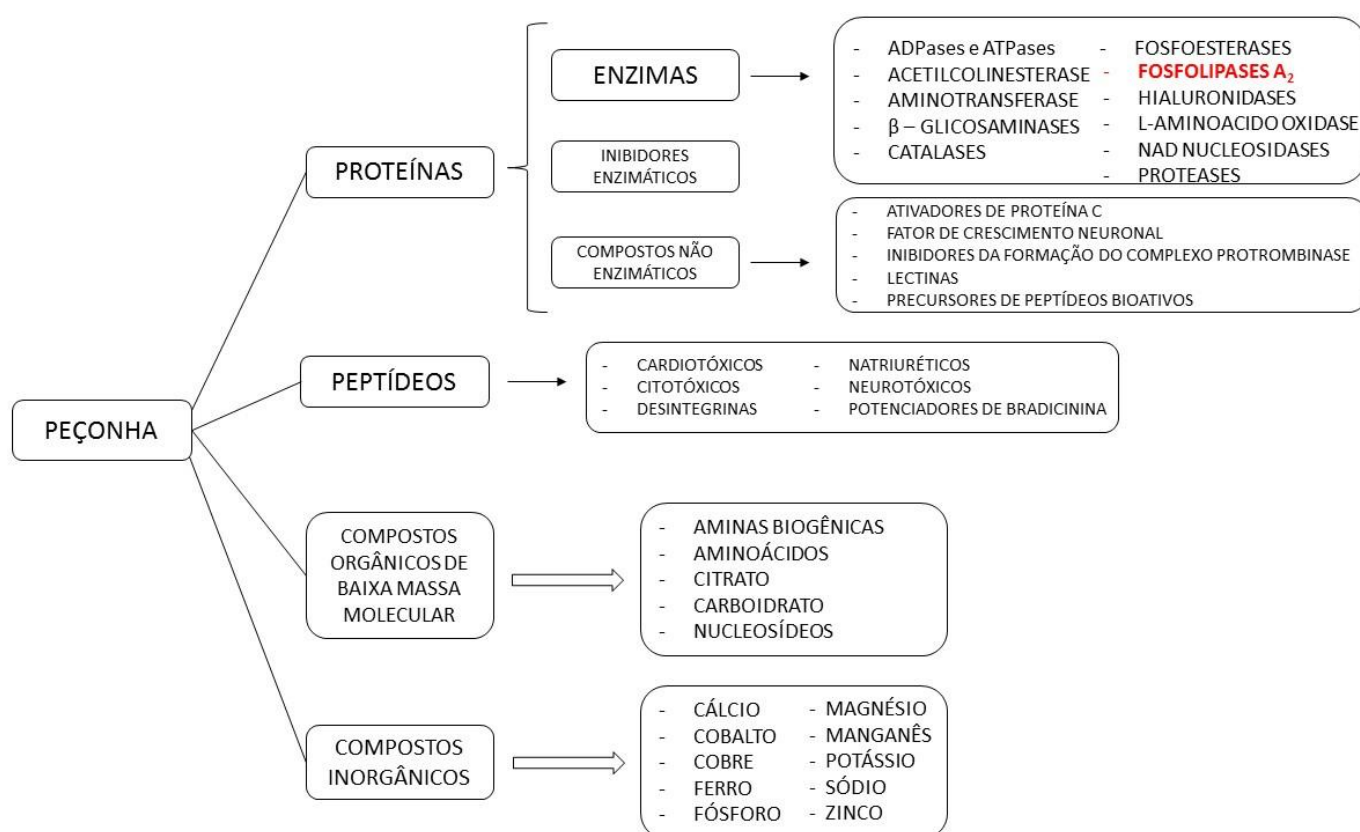 PEÇONHA
PROTEÍNAS
ENZIMAS
- ADPases e ATPases
- ACETILCOLINESTERASE
- AMINOTRANSFERASE
- β – GLICOSAMINASES
- CATALASES
- FOSFOESTERASES
- FOSFOLIPASES A₂
- HIALURONIDASES
- L-AMINOACIDO OXIDASE
- NAD NUCLEOSIDASES
- PROTEASES
INIBIDORES
ENZIMÁTICOS
COMPOSTOS NÃO
ENZIMÁTICOS
- ATIVADORES DE PROTEÍNA C
- FATOR DE CRESCIMENTO NEURONAL
- INIBIDORES DA FORMAÇÃO DO COMPLEXO PROTROMBINASE
- LECTINAS
- PRECURSORES DE PEPTÍDEOS BIOATIVOS
PEPTÍDEOS
- CARDIOTÓXICOS
- CITOTÓXICOS
- DESINTEGRINAS
- NATRIURÉTICOS
- NEUROTÓXICOS
- POTENCIADORES DE BRADICININA
COMPOSTOS
ORGÂNICOS DE
BAIXA MASSA
MOLECULAR
- AMINAS BIOGÊNICAS
- AMINOÁCIDOS
- CITRATO
- CARBOIDRATO
- NUCLEOSÍDEOS
COMPOSTOS
INORGÂNICOS
- CÁLCIO
- COBALTO
- COBRE
- FERRO
- FÓSFORO
- MAGNÉSIO
- MANGANÊS
- POTÁSSIO
- SÓDIO
- ZINCO